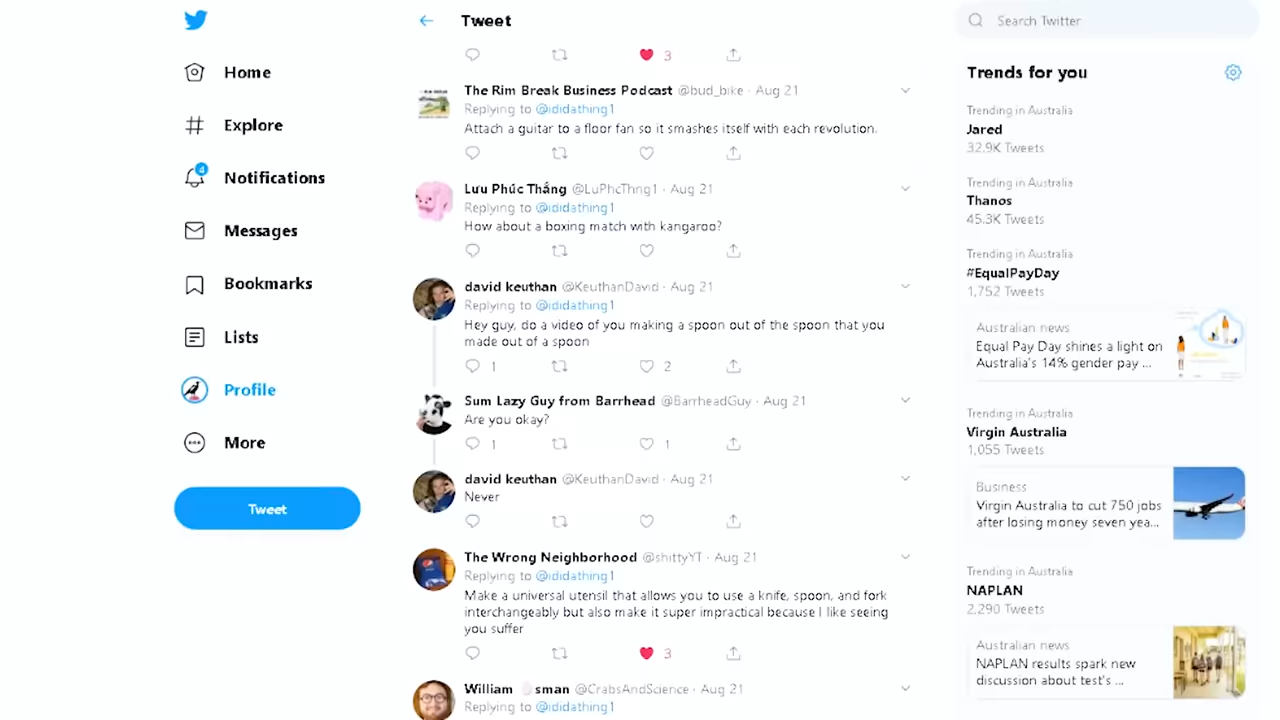 Home
Explore
4
Notifications
Messages
Bookmarks
Lists
Profile
More
Tweet
Tweet
3
The Rim Break Business Podcast @bud_bike · Aug 21
Replying to @ididathing1
Attach a guitar to a floor fan so it smashes itself with each revolution.
Lưu Phúc Thắng @LuPhcThng1 · Aug 21
Replying to @ididathing1
How about a boxing match with kangaroo?
david keuthan @KeuthanDavid · Aug 21
Replying to @ididathing1
Hey guy, do a video of you making a spoon out of the spoon that you
made out of a spoon
1 2
Sum Lazy Guy from Barrhead @BarrheadGuy · Aug 21
Are you okay?
1 1
david keuthan @KeuthanDavid · Aug 21
Never
The Wrong Neighborhood @shittyYT · Aug 21
Replying to @ididathing1
Make a universal utensil that allows you to use a knife, spoon, and fork
interchangeably but also make it super impractical because I like seeing
you suffer
3
William sman @CrabsAndScience · Aug 21
Replying to @ididathing1
Search Twitter
Trends for you
Trending in Australia
Jared
32.9K Tweets
Trending in Australia
Thanos
45.3K Tweets
Trending in Australia
#EqualPayDay
1,752 Tweets
Australian news
Equal Pay Day shines a light on
Australia's 14% gender pay ...
Trending in Australia
Virgin Australia
1,055 Tweets
Business
Virgin Australia to cut 750 jobs
after losing money seven yea...
Trending in Australia
NAPLAN
2,290 Tweets
Australian news
NAPLAN results spark new
discussion about test's ...